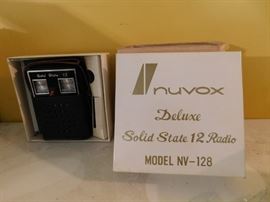 Solid State 12
nuvox
Deluxe
Solid State 12 Radio
MODEL NV-128